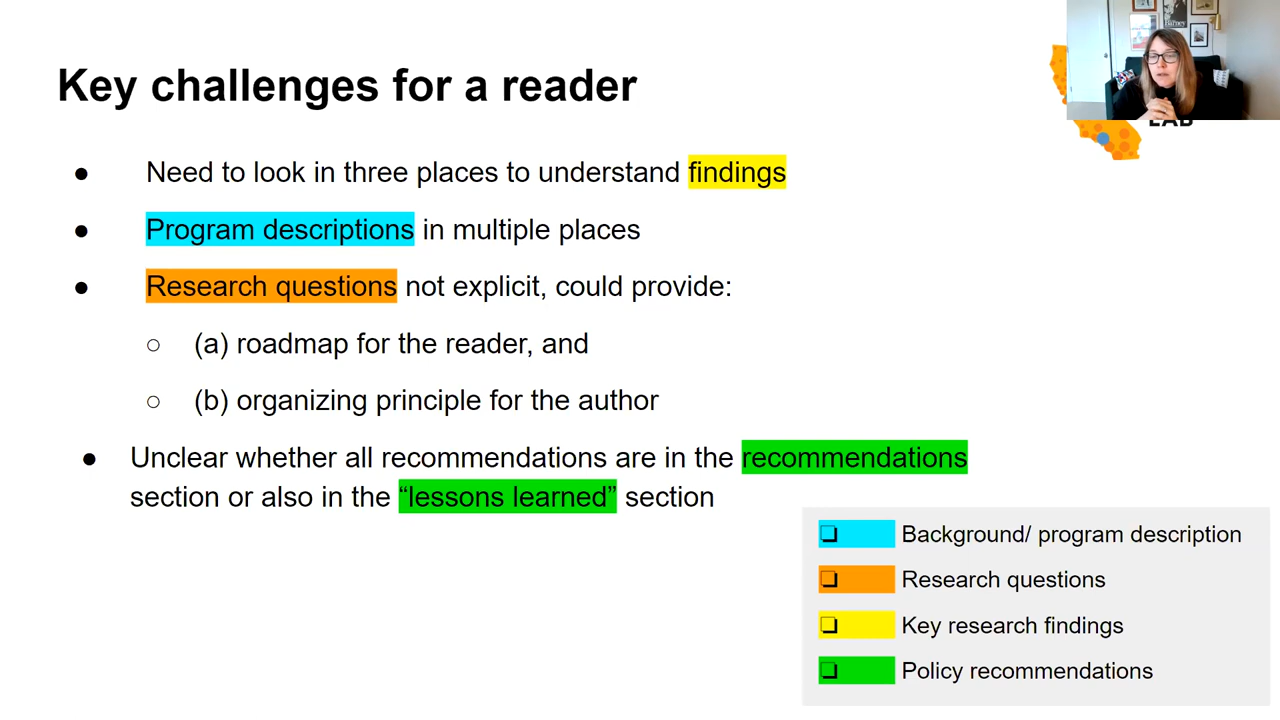 Key challenges for a reader
LAB
● Need to look in three places to understand findings
● Program descriptions in multiple places
● Research questions not explicit, could provide:
○ (a) roadmap for the reader, and
○ (b) organizing principle for the author
● Unclear whether all recommendations are in the recommendations
section or also in the “lessons learned” section
❏ Background/ program description
❏ Research questions
❏ Key research findings
❏ Policy recommendations